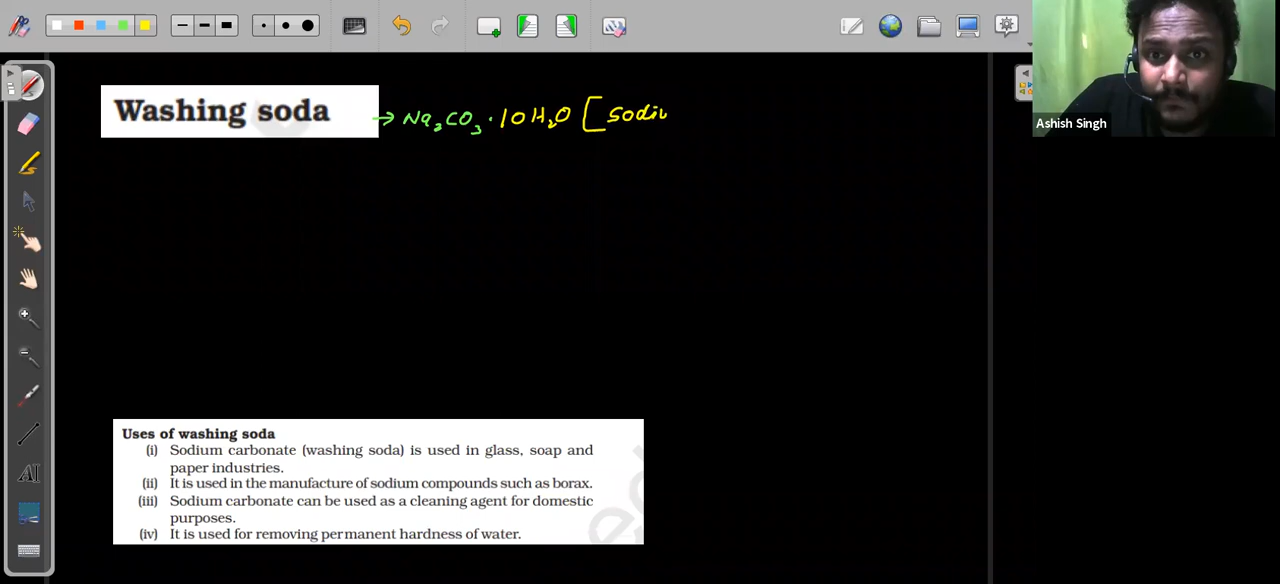 Washing soda → Na₂CO₃ · 10H₂O [ sodiu
Ashish Singh
Uses of washing soda
(i) Sodium carbonate (washing soda) is used in glass, soap and
paper industries.
(ii) It is used in the manufacture of sodium compounds such as borax.
(iii) Sodium carbonate can be used as a cleaning agent for domestic
purposes.
(iv) It is used for removing permanent hardness of water.